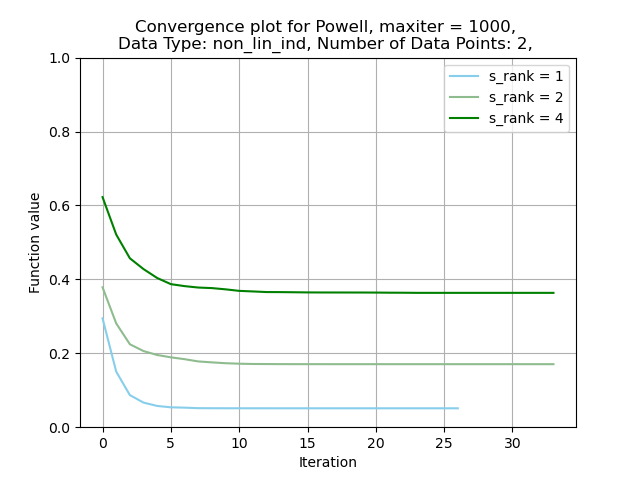 Convergence plot for Powell, maxiter = 1000,
Data Type: non_lin_ind, Number of Data Points: 2,
1.0
0.8
0.6
0.4
0.2
0.0
Function value
s_rank = 1
s_rank = 2
s_rank = 4
0 5 10 15 20 25 30
Iteration